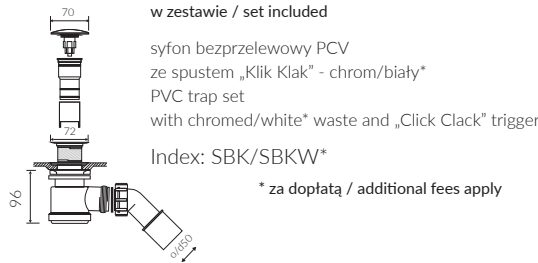 70
w zestawie / set included
syfon bezprzelewowy PCV
ze spustem „Klik Klak” - chrom/biały*
PVC trap set
with chromed/white* waste and „Click Clack” trigger
72
Index: SBK/SBKW*
* za dopłatą / additional fees apply
96
o/d50